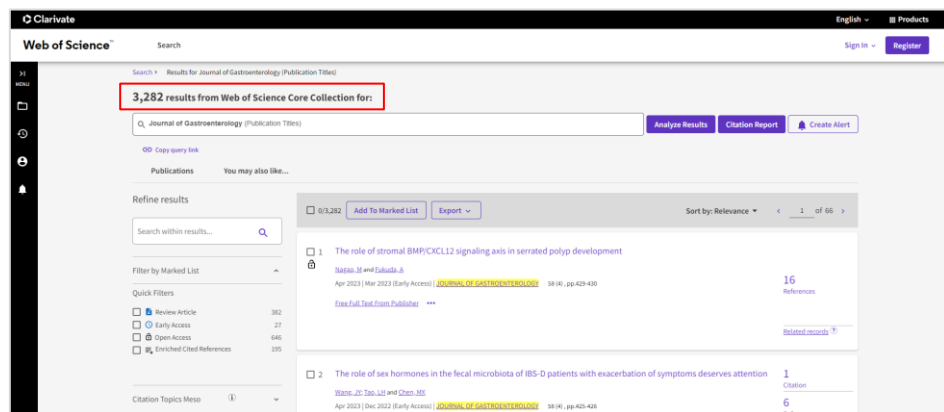 Clarivate
English
Products
Web of Science™
Search
Sign In
Register
MENU
Search > Results for Journal of Gastroenterology (Publication Titles)
3,282 results from Web of Science Core Collection for:
Journal of Gastroenterology (Publication Titles)
Analyze Results
Citation Report
Create Alert
Copy query link
Publications
You may also like...
Refine results
0/3,282
Add To Marked List
Export
Sort by: Relevance
< 1 of 66 >
Search within results...
Filter by Marked List
Quick Filters
Review Article 382
Early Access 27
Open Access 646
Enriched Cited References 195
Citation Topics Meso
1 The role of stromal BMP/CXCL12 signaling axis in serrated polyp development
Nagao, M and Fukuda, A
Apr 2023 | Mar 2023 (Early Access) | JOURNAL OF GASTROENTEROLOGY 58 (4) , pp.429-430
Free Full Text From Publisher •••
16
References
Related records ?
2 The role of sex hormones in the fecal microbiota of IBS-D patients with exacerbation of symptoms deserves attention
Wang, JY; Tao, LH and Chen, MX
Apr 2023 | Dec 2022 (Early Access) | JOURNAL OF GASTROENTEROLOGY 58 (4) , pp.425-426
1
Citation
6